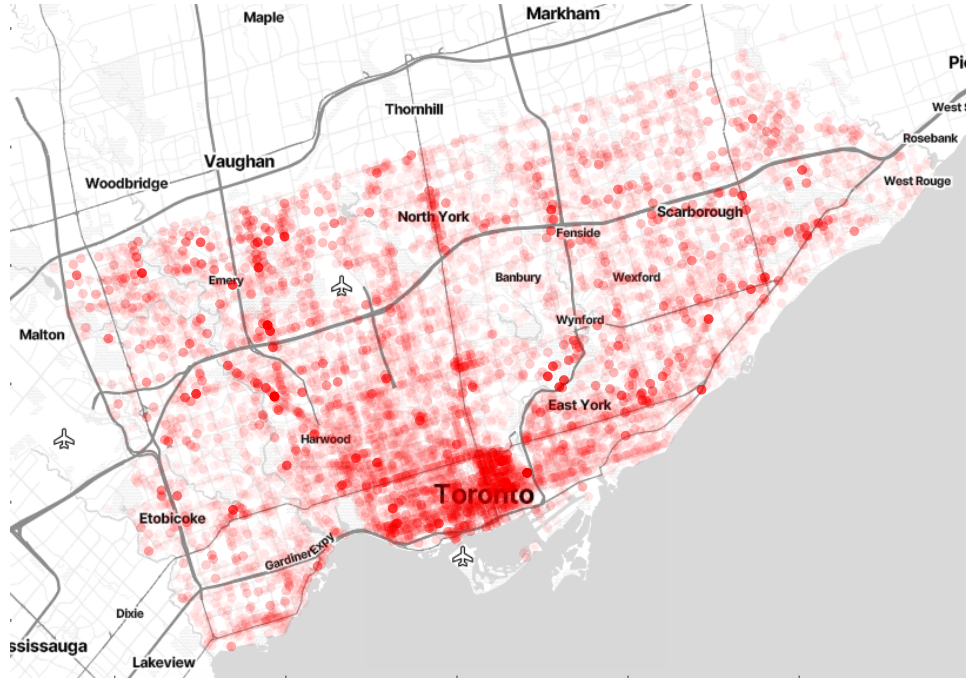 Maple
Markham
Pi
Thornhill
West S
Rosebank
Vaughan
Woodbridge
West Rouge
North York
Scarborough
Fenside
Emery
Banbury
Wexford
Malton
Wynford
East York
Harwood
Toronto
Etobicoke
Gardiner Expy
Dixie
ssissauga
Lakeview